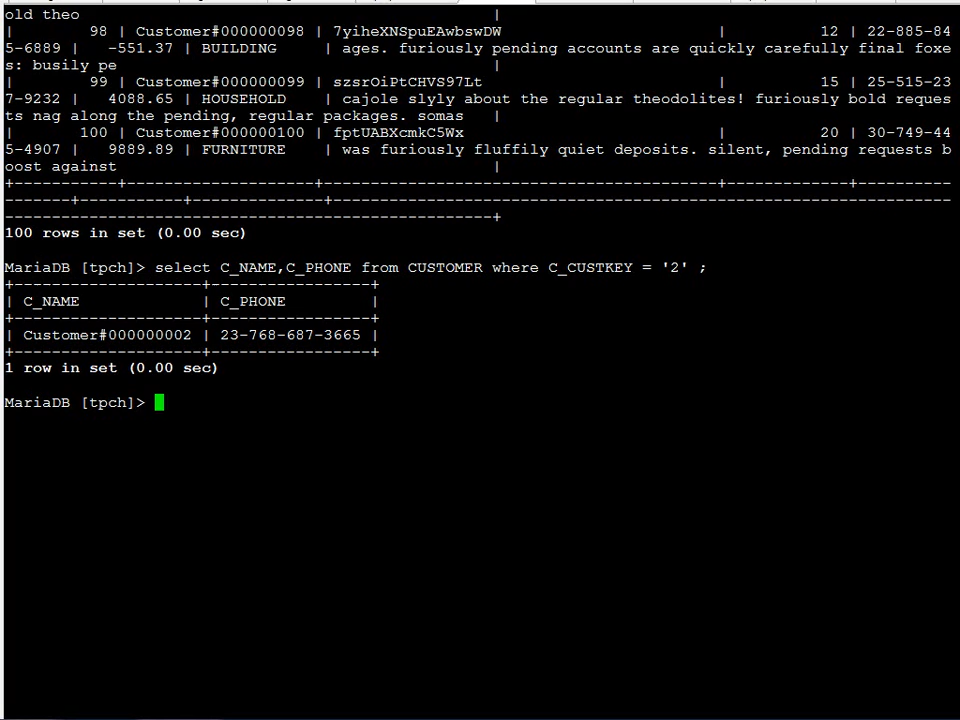 old theo                                            |
|        98 | Customer#000000098 | 7yiheXNSpuEAwbswDW                       |          12 | 22-885-84
5-6889 |   -551.37 | BUILDING     | ages. furiously pending accounts are quickly carefully final foxe
s: busily pe                                        |
|        99 | Customer#000000099 | szsrOiPtCHVS97Lt                         |          15 | 25-515-23
7-9232 |   4088.65 | HOUSEHOLD    | cajole slyly about the regular theodolites! furiously bold reques
ts nag along the pending, regular packages. somas   |
|       100 | Customer#000000100 | fptUABXcmkC5Wx                           |          20 | 30-749-44
5-4907 |   9889.89 | FURNITURE    | was furiously fluffily quiet deposits. silent, pending requests b
oost against                                        |
+-----------+--------------------+------------------------------------------+-------------+----------
-------+-----------+--------------+------------------------------------------------------------------
----------------------------------------------------+
100 rows in set (0.00 sec)
MariaDB [tpch]> select C_NAME,C_PHONE from CUSTOMER where C_CUSTKEY = '2' ;
+--------------------+-----------------+
| C_NAME             | C_PHONE         |
+--------------------+-----------------+
| Customer#000000002 | 23-768-687-3665 |
+--------------------+-----------------+
1 row in set (0.00 sec)
MariaDB [tpch]>